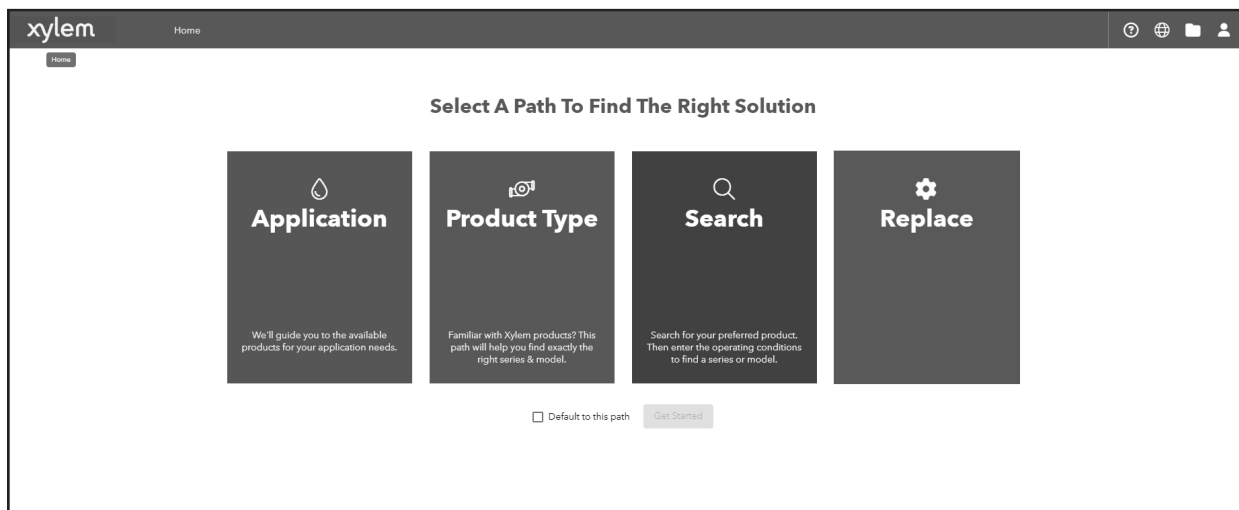 xylem
Home
Home
Select A Path To Find The Right Solution
Application
We'll guide you to the available
products for your application needs.
Product Type
Familiar with Xylem products? This
path will help you find exactly the
right series & model.
Search
Search for your preferred product.
Then enter the operating conditions
to find a series or model.
Replace
Default to this path
Get Started